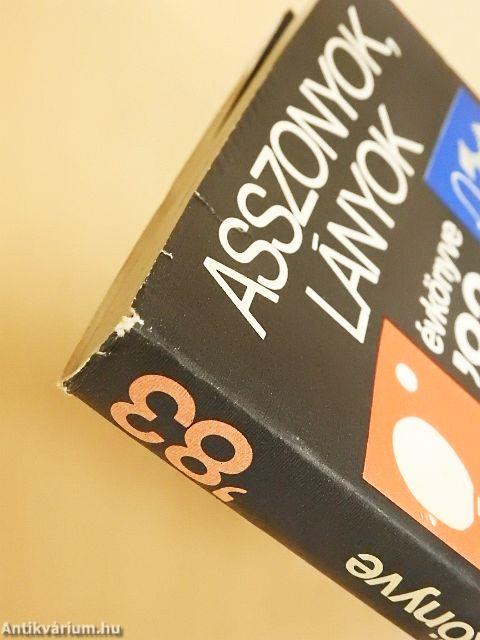 ASSZONYOK,
LÁNYOK
évkönyve
'83
Antikvárium.hu